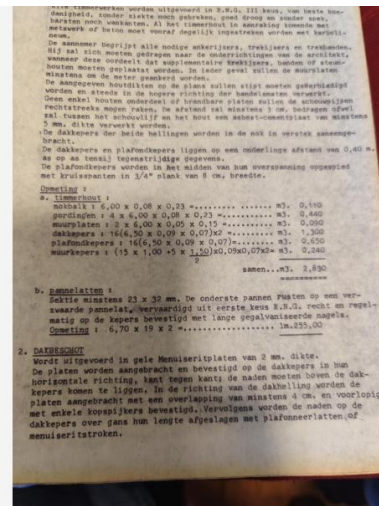 Alle timmerwerken worden uitgevoerd in R.N.G. III keus, van beste hoe-
danigheid, zonder ziekte noch gebreken, goed droog en zonder zoek,
barsten noch wankanten. Al het timmerhout in aanraking komende met
metswerk of beton moet vooraf degelijk ingestreken worden met karboli-
neum.
De aannemer begrijpt alle nodige ankerijzers, trekijzers en trekbanden.
Hij zal zich moeten gedragen naar de onderrichtingen van de architekt,
wanneer deze oordeelt dat supplementaire trekijzers, banden of steun-
houten moeten geplaatst worden. In ieder geval zullen de muurplaten
minstens om de meter geankerd worden.
De aangegeven houtdikten op de plans zullen stipt moeten geëerbiedigd
worden en steeds in de hogere richting der handelsmaten verwerkt.
Geen enkel houten onderdeel of brandbare platen zullen de schouwpijpen
rechtstreeks mogen raken, De afstand zal minstens 3 cm. bedragen ofwel
zal tussen het schouwlijf en het hout een asbest-cementplaat van minstens
5 mm. dikte verwerkt worden.
De dakkepers der beide hellingen worden in de nok in verstek aaneenge-
bracht.
De dakkepers en plafondkepers liggen op een onderlinge afstand van 0,40 m.
as op as tenzij tegenstrijdige gegevens.
De plafondkepers worden in het midden van hun overspanning opgespied
met kruisspanten in 3/4" plank van 8 cm. breedte.
Opmeting :
a. timmerhout :
nokbalk : 6,00 x 0,08 x 0,23 =............ m3. 0,110
gordingen : 4 x 6,00 x 0,08 x 0,23 =....... m3. 0,440
muurplaten : 2 x 6,00 x 0,05 x 0,15 =...... m3. 0,090
dakkepers : 16(6,50 x 0,09 x 0,07)x2 =..... m3. 1,300
plafondkepers : 16(6,50 x 0,09 x 0,07)=.... m3. 0,650
muurkepers : (15 x 1,00 +5 x 1,50)x0,09x0,07x2= m3. 0,240
2
samen...m3. 2,830
b. pannelatten :
Sektie minstens 23 x 32 mm. De onderste pannen rusten op een ver-
zwaarde pannelat, vervaardigd uit eerste keus R.N.G. recht en regel-
matig op de kepers bevestigd met lange gegalvaniseerde nagels.
Opmeting : 6,70 x 19 x 2 =................ lm.255,00
2. DAKBESCHOT
Wordt uitgevoerd in gele Menuiseritplaten van 2 mm. dikte.
De platen worden aangebracht en bevestigd op de dakkepers in hun
horizontale richting, kant tegen kant; de naden moeten boven de dak-
kepers komen te liggen. In de richting van de dakhelling worden de
platen aangebracht met een overlapping van minstens 4 cm. en voorlopig
met enkele kopspijkers bevestigd. Vervolgens worden de naden op de
dakkepers over gans hun lengte afgeslagen met plafonneerlatten of
menuiseritstroken.